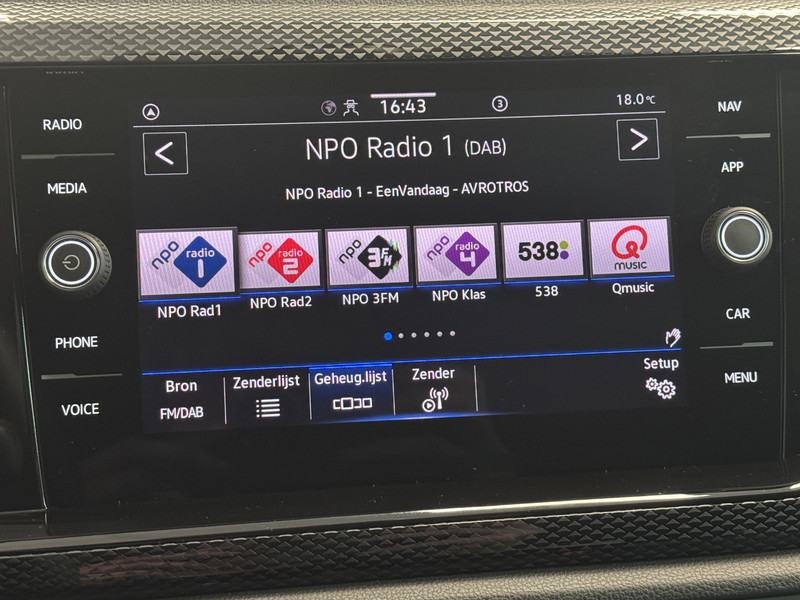 RADIO
MEDIA
PHONE
VOICE
16:43
3
18.0°C
NPO Radio 1 (DAB)
NPO Radio 1 - EenVandaag - AVROTROS
npo radio 1
npo radio 2
npo 3FM
npo radio 4
538
Q MUSIC
NPO Rad1
NPO Rad2
NPO 3FM
NPO Klas
538
Qmusic
Bron
FM/DAB
Zenderlijst
Geheug.lijst
Zender
Setup
NAV
APP
CAR
MENU